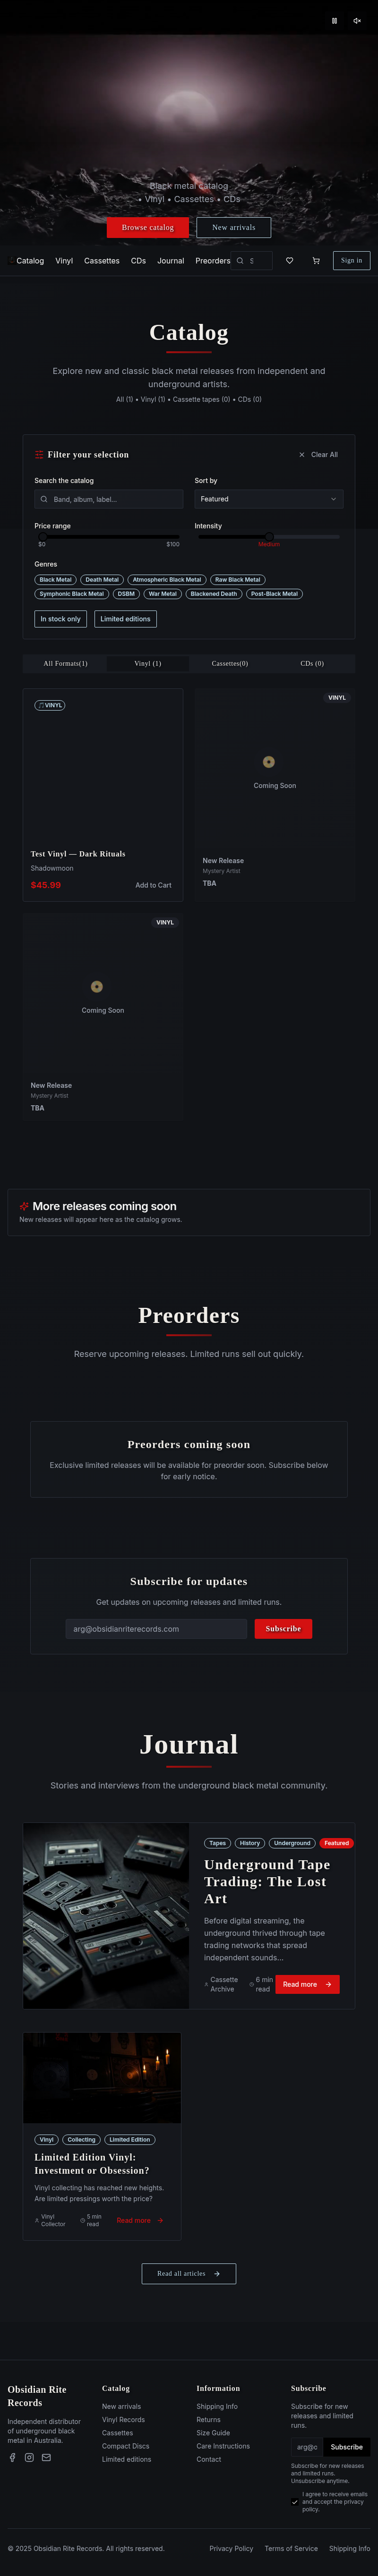 Black metal catalog
• Vinyl • Cassettes • CDs
Browse catalog
New arrivals
Catalog
Vinyl
Cassettes
CDs
Journal
Preorders
Sign in
Catalog
Explore new and classic black metal releases from independent and
underground artists.
All (1) • Vinyl (1) • Cassette tapes (0) • CDs (0)
Filter your selection
Clear All
Search the catalog
Band, album, label...
Sort by
Featured
Price range
$0
$100
Intensity
Medium
Genres
Black Metal
Death Metal
Atmospheric Black Metal
Raw Black Metal
Symphonic Black Metal
DSBM
War Metal
Blackened Death
Post-Black Metal
In stock only
Limited editions
All Formats(1)
Vinyl (1)
Cassettes(0)
CDs (0)
VINYL
Test Vinyl — Dark Rituals
Shadowmoon
$45.99
Add to Cart
VINYL
Coming Soon
New Release
Mystery Artist
TBA
VINYL
Coming Soon
New Release
Mystery Artist
TBA
More releases coming soon
New releases will appear here as the catalog grows.
Preorders
Reserve upcoming releases. Limited runs sell out quickly.
Preorders coming soon
Exclusive limited releases will be available for preorder soon. Subscribe below
for early notice.
Subscribe for updates
Get updates on upcoming releases and limited runs.
arg@obsidianriterecords.com
Subscribe
Journal
Stories and interviews from the underground black metal community.
Tapes
History
Underground
Featured
Underground Tape
Trading: The Lost
Art
Before digital streaming, the
underground thrived through tape
trading networks that spread
independent sounds...
Cassette
Archive
6 min
read
Read more
Vinyl
Collecting
Limited Edition
Limited Edition Vinyl:
Investment or Obsession?
Vinyl collecting has reached new heights.
Are limited pressings worth the price?
Vinyl
Collector
5 min
read
Read more
Read all articles
Obsidian Rite
Records
Independent distributor
of underground black
metal in Australia.
Catalog
New arrivals
Vinyl Records
Cassettes
Compact Discs
Limited editions
Information
Shipping Info
Returns
Size Guide
Care Instructions
Contact
Subscribe
Subscribe for new
releases and limited
runs.
Subscribe
Subscribe for new releases
and limited runs.
Unsubscribe anytime.
I agree to receive emails
and accept the privacy
policy.
© 2025 Obsidian Rite Records. All rights reserved.
Privacy Policy
Terms of Service
Shipping Info